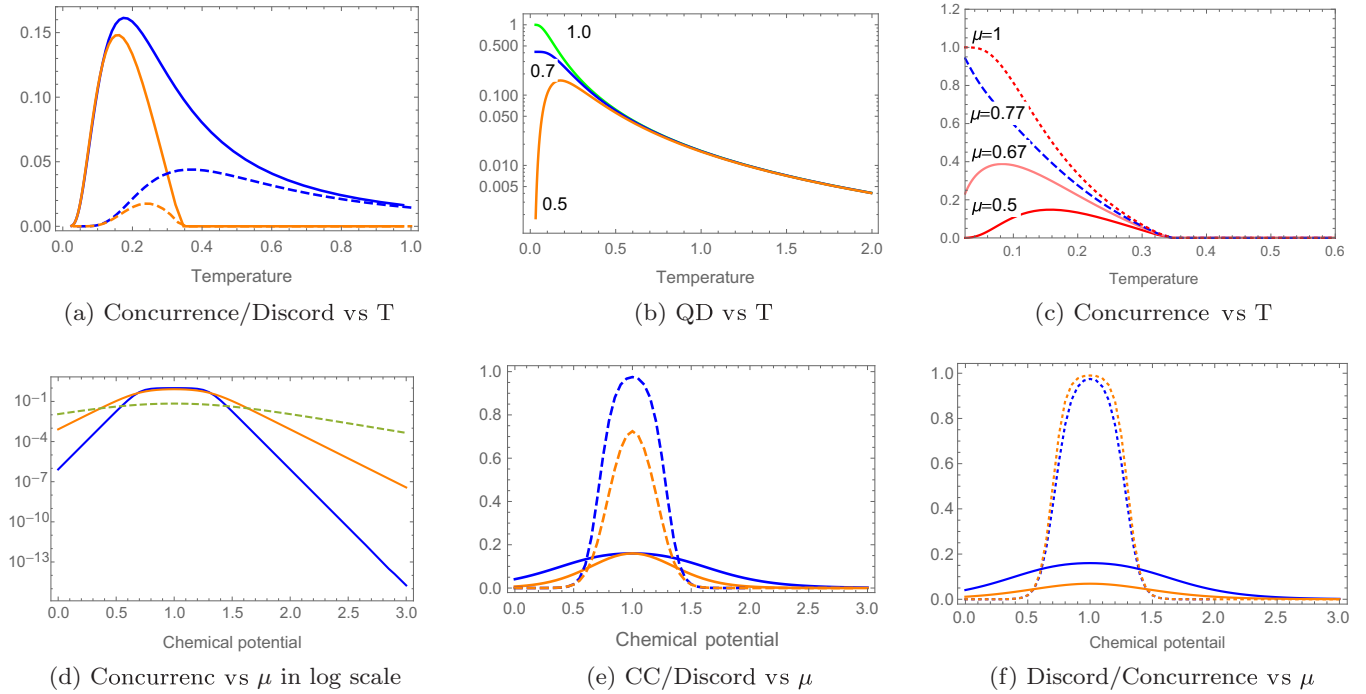 0.15
0.10
0.05
0.00
0.0 0.2 0.4 0.6 0.8 1.0
Temperature
(a) Concurrence/Discord vs T
1
0.500
0.100
0.050
0.010
0.005
1.0
0.7
0.5
0.5 1.0 1.5 2.0
Temperature
(b) QD vs T
1.2
1.0
0.8
0.6
0.4
0.2
0.0
μ=1
μ=0.77
μ=0.67
μ=0.5
0.1 0.2 0.3 0.4 0.5 0.6
Temperature
(c) Concurrence vs T
10⁻¹
10⁻⁴
10⁻⁷
10⁻¹⁰
10⁻¹³
0.0 0.5 1.0 1.5 2.0 2.5 3.0
Chemical potential
(d) Concurrenc vs μ in log scale
1.0
0.8
0.6
0.4
0.2
0.0
0.0 0.5 1.0 1.5 2.0 2.5 3.0
Chemical potential
(e) CC/Discord vs μ
1.0
0.8
0.6
0.4
0.2
0.0
0.0 0.5 1.0 1.5 2.0 2.5 3.0
Chemical potentail
(f) Discord/Concurrence vs μ